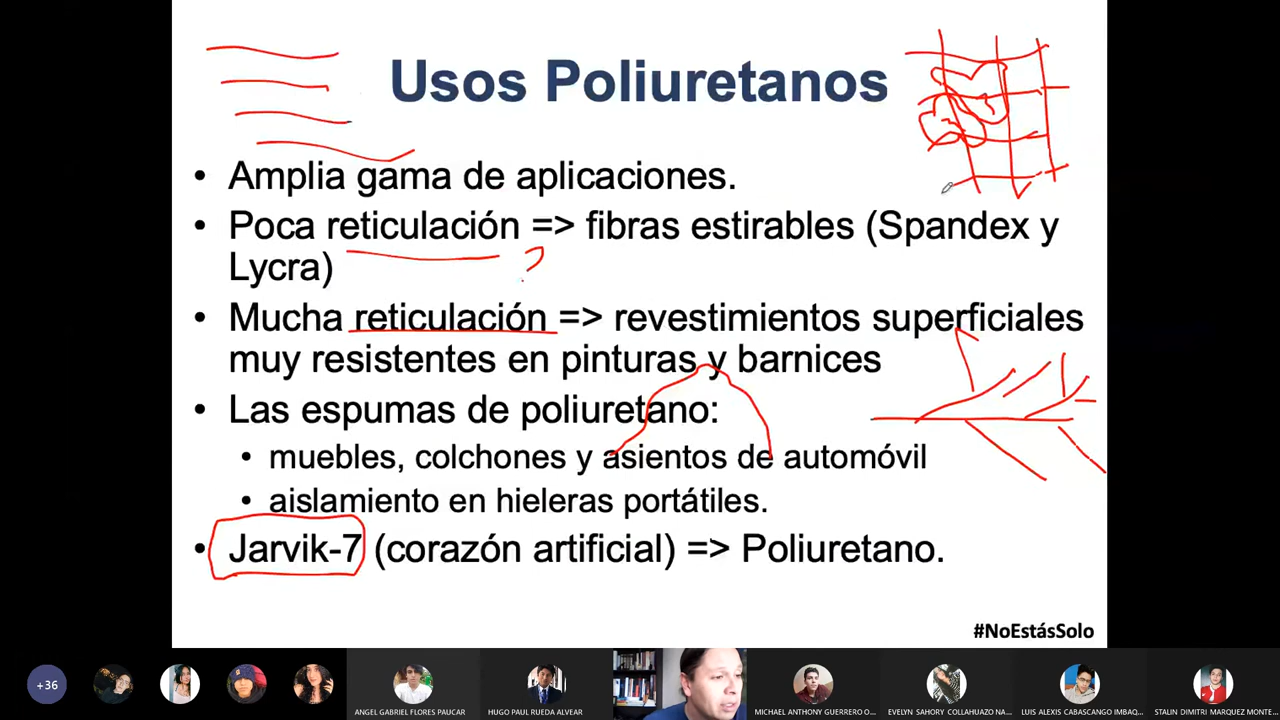 Usos Poliuretanos
• Amplia gama de aplicaciones.
• Poca reticulación => fibras estirables (Spandex y
Lycra)
?
• Mucha reticulación => revestimientos superficiales
muy resistentes en pinturas y barnices
• Las espumas de poliuretano:
• muebles, colchones y asientos de automóvil
• aislamiento en hieleras portátiles.
• Jarvik-7 (corazón artificial) => Poliuretano.
#NoEstásSolo
+36
ANGEL GABRIEL FLORES PAUCAR
HUGO PAUL RUEDA ALVEAR
MICHAEL ANTHONY GUERRERO O...
EVELYN SAHORY COLLAHUAZO NA...
LUIS ALEXIS CABASCANGO IMBAQ...
STALIN DIMITRI MARQUEZ MONTE...